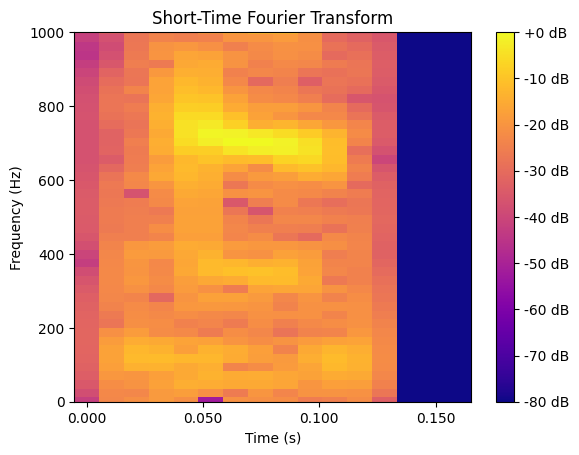 Short-Time Fourier Transform
1000
800
600
400
200
0
Frequency (Hz)
0.000
0.050
0.100
0.150
Time (s)
+0 dB
-10 dB
-20 dB
-30 dB
-40 dB
-50 dB
-60 dB
-70 dB
-80 dB